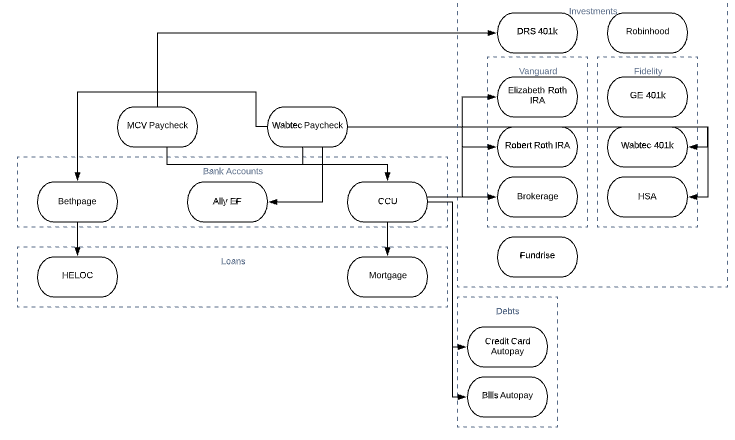 Investments
DRS 401k
Robinhood
Vanguard
Fidelity
Elizabeth Roth
IRA
GE 401k
MCV Paycheck
Wabtec Paycheck
Robert Roth IRA
Wabtec 401k
Bank Accounts
Bethpage
Ally EF
CCU
Brokerage
HSA
Loans
HELOC
Mortgage
Fundrise
Debts
Credit Card
Autopay
Bills Autopay